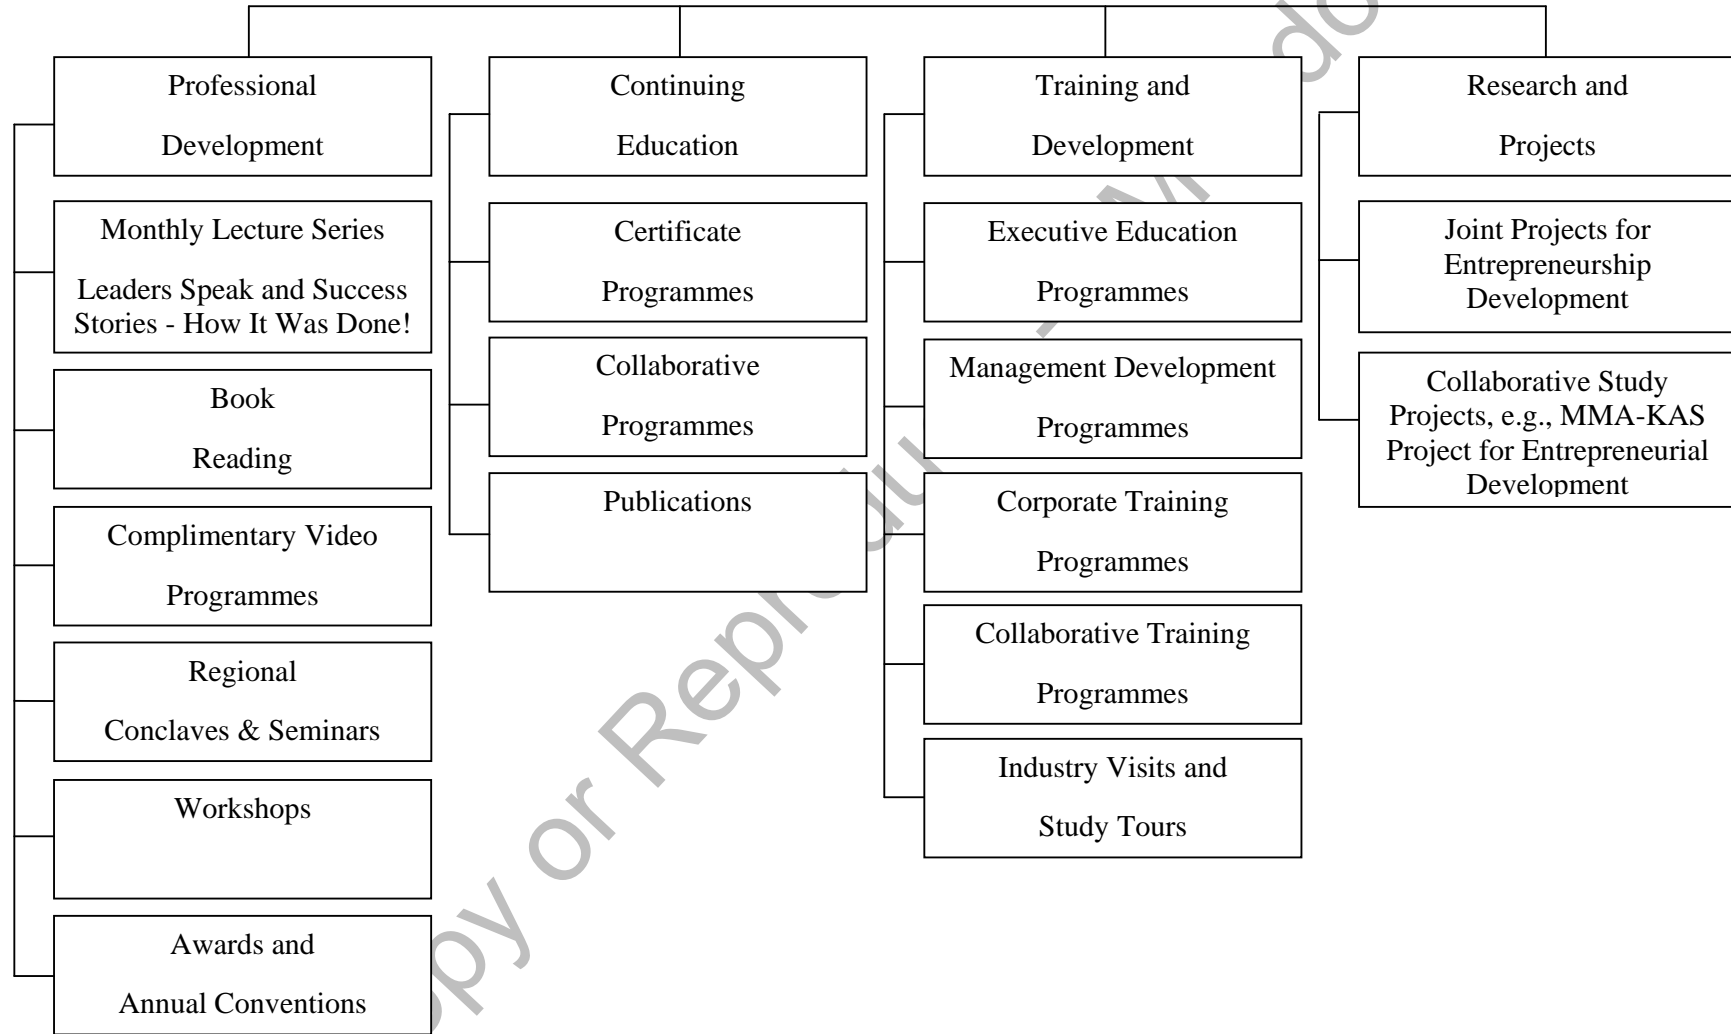 Professional
Development
Monthly Lecture Series
Leaders Speak and Success
Stories - How It Was Done!
Book
Reading
Complimentary Video
Programmes
Regional
Conclaves & Seminars
Workshops
Awards and
Annual Conventions
Continuing
Education
Certificate
Programmes
Collaborative
Programmes
Publications
Training and
Development
Executive Education
Programmes
Management Development
Programmes
Corporate Training
Programmes
Collaborative Training
Programmes
Industry Visits and
Study Tours
Research and
Projects
Joint Projects for
Entrepreneurship
Development
Collaborative Study
Projects, e.g., MMA-KAS
Project for Entrepreneurial
Development